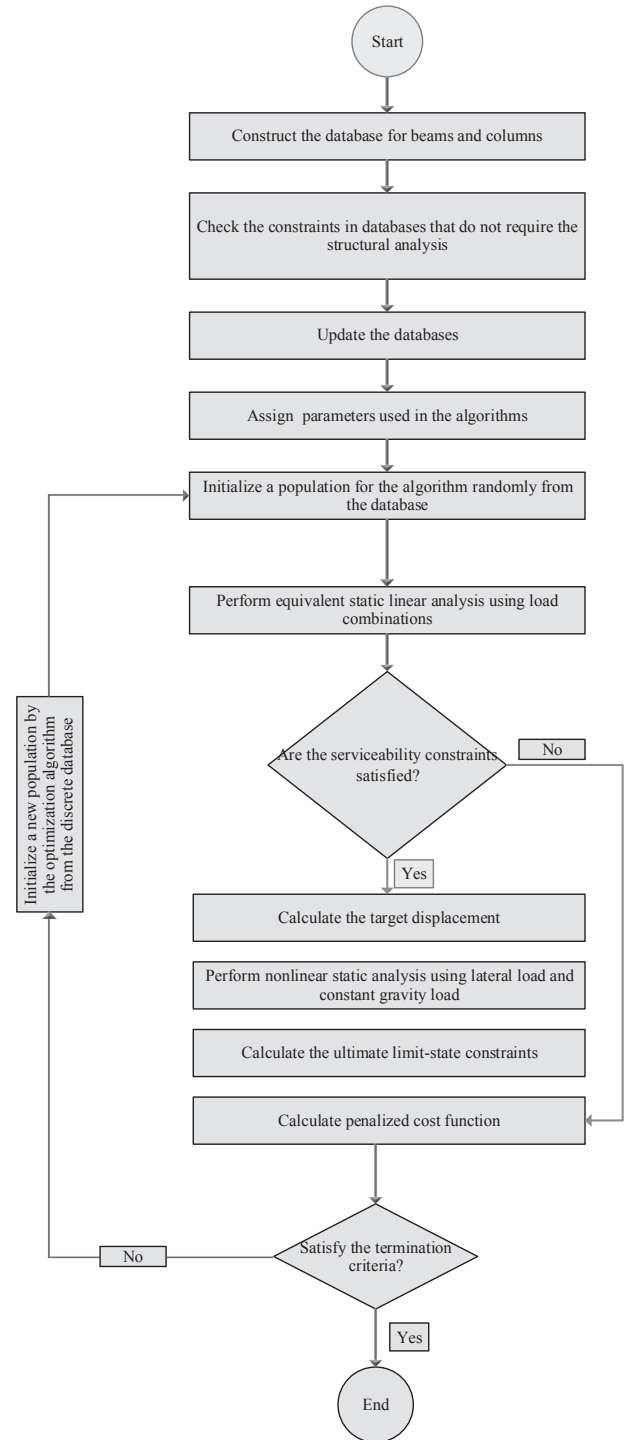 Start
Construct the database for beams and columns
Check the constraints in databases that do not require the
structural analysis
Update the databases
Assign parameters used in the algorithms
Initialize a population for the algorithm randomly from
the database
Perform equivalent static linear analysis using load
combinations
Are the serviceability constraints
satisfied?
No
Yes
Calculate the target displacement
Perform nonlinear static analysis using lateral load and
constant gravity load
Calculate the ultimate limit-state constraints
Calculate penalized cost function
Satisfy the termination
criteria?
No
Initialize a new population by
the optimization algorithm
from the discrete database
Yes
End